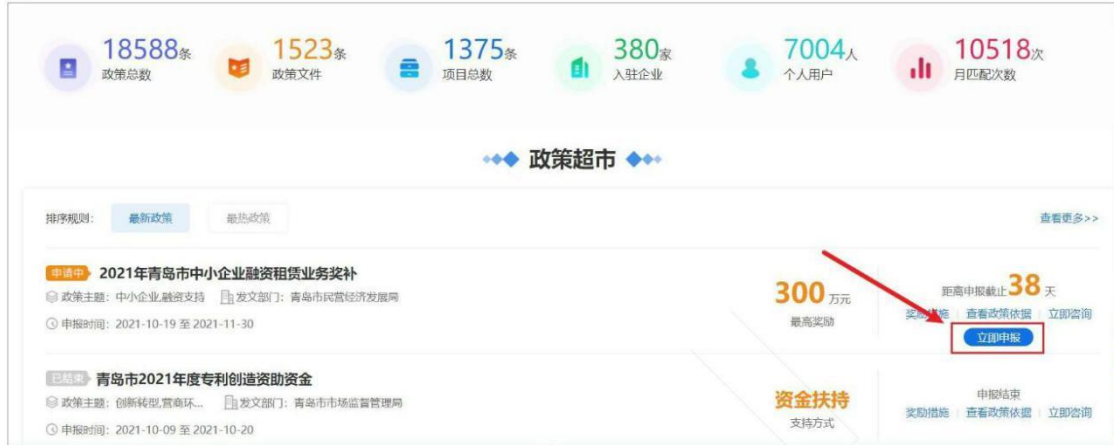 18588条 1523条 1375条 380家 7004人 10518次
政策总数 政策文件 项目总数 入驻企业 个人用户 月匹配次数
政策超市
排序规则: 最新政策 最热政策 查看更多>>
申请中 2021年青岛市中小企业融资租赁业务奖补
政策主题: 中小企业,融资支持 发文部门: 青岛市民营经济发展局
申报时间: 2021-10-19 至 2021-11-30
300 万元
最高奖励
距离申报截止38 天
奖励措施 查看政策依据 立即咨询
立即申报
已结束 青岛市2021年度专利创造资助资金
政策主题: 创新转型,营商环... 发文部门: 青岛市市场监督管理局
申报时间: 2021-10-09 至 2021-10-20
资金扶持
支持方式
申报结束
奖励措施 查看政策依据 立即咨询